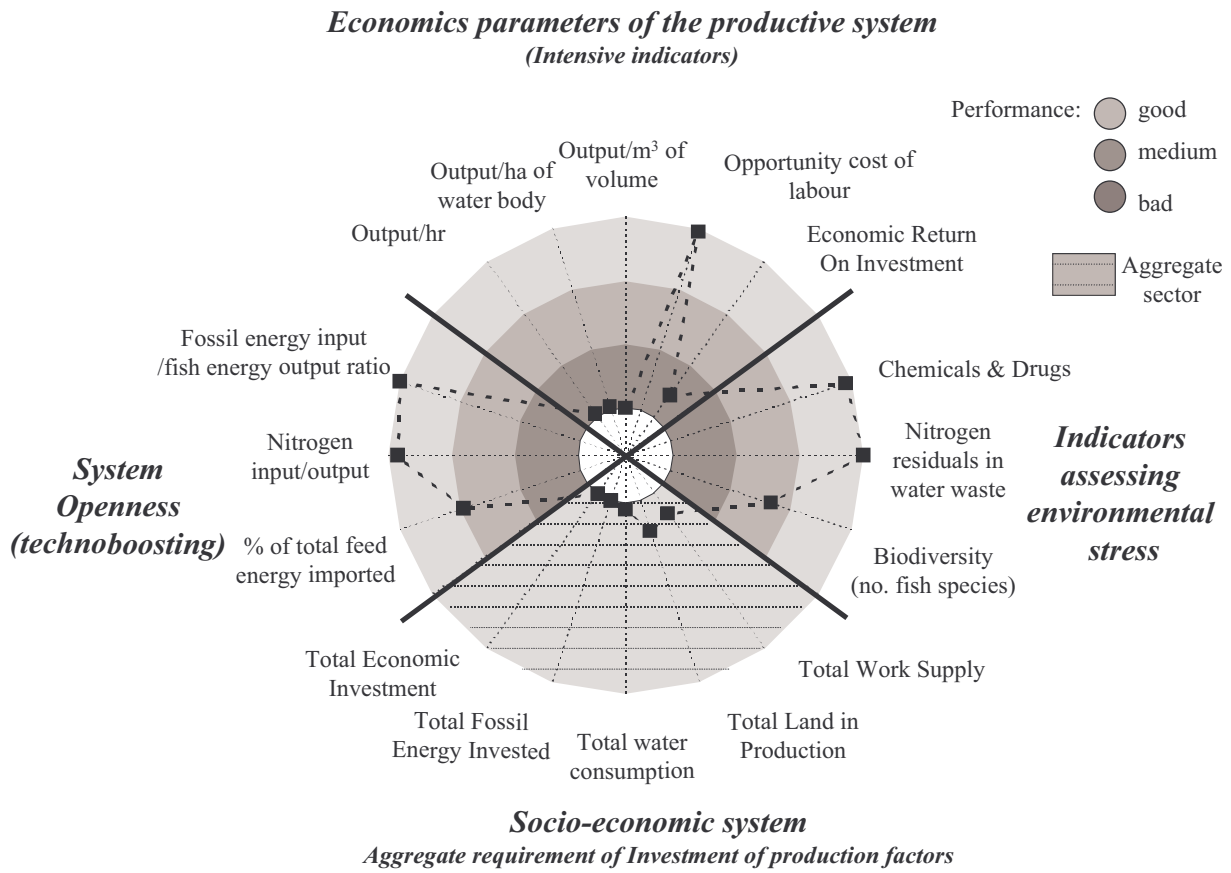 Economics parameters of the productive system
(Intensive indicators)
Performance:
good
medium
bad
Aggregate
sector
Output/m³ of
volume
Opportunity cost of
labour
Output/ha of
water body
Output/hr
Economic Return
On Investment
Fossil energy input
/fish energy output ratio
Chemicals & Drugs
Nitrogen
input/output
Nitrogen
residuals in
water waste
System
Openness
(technoboosting)
Indicators
assessing
environmental
stress
% of total feed
energy imported
Biodiversity
(no. fish species)
Total Economic
Investment
Total Work Supply
Total Fossil
Energy Invested
Total water
consumption
Total Land in
Production
Socio-economic system
Aggregate requirement of Investment of production factors